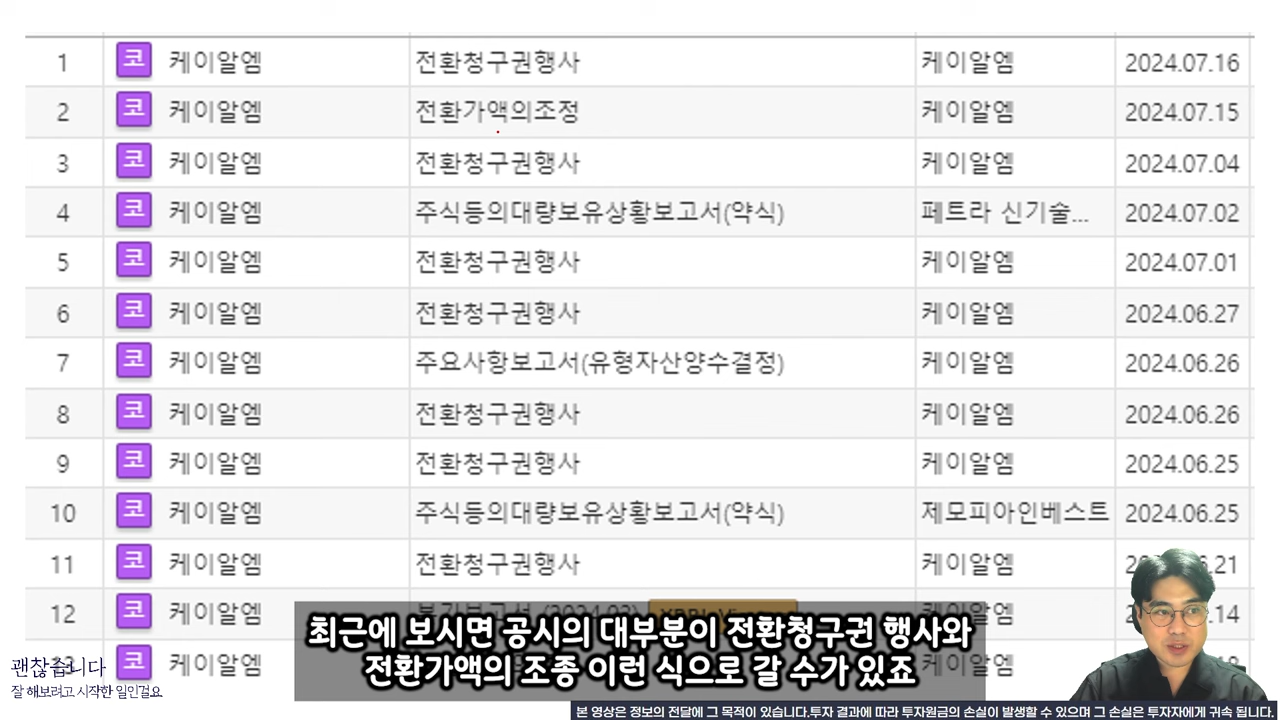 1 코 케이알엠 전환청구권행사 케이알엠 2024.07.16
2 코 케이알엠 전환가액의조정 케이알엠 2024.07.15
3 코 케이알엠 전환청구권행사 케이알엠 2024.07.04
4 코 케이알엠 주식등의대량보유상황보고서(약식) 페트라 신기술... 2024.07.02
5 코 케이알엠 전환청구권행사 케이알엠 2024.07.01
6 코 케이알엠 전환청구권행사 케이알엠 2024.06.27
7 코 케이알엠 주요사항보고서(유형자산양수결정) 케이알엠 2024.06.26
8 코 케이알엠 전환청구권행사 케이알엠 2024.06.26
9 코 케이알엠 전환청구권행사 케이알엠 2024.06.25
10 코 케이알엠 주식등의대량보유상황보고서(약식) 제모피아인베스트 2024.06.25
11 코 케이알엠 전환청구권행사 케이알엠 .21
12 코 케이알엠 (2024.03) 케이알엠 .14
코 케이알엠 케이알엠
최근에 보시면 공시의 대부분이 전환청구권 행사와
전환가액의 조종 이런 식으로 갈 수가 있죠
괜찮습니다
잘 해보려고 시작한 일인걸요
본 영상은 정보의 전달에 그 목적이 있습니다.투자 결과에 따라 투자원금의 손실이 발생할 수 있으며 그 손실은 투자자에게 귀속 됩니다.